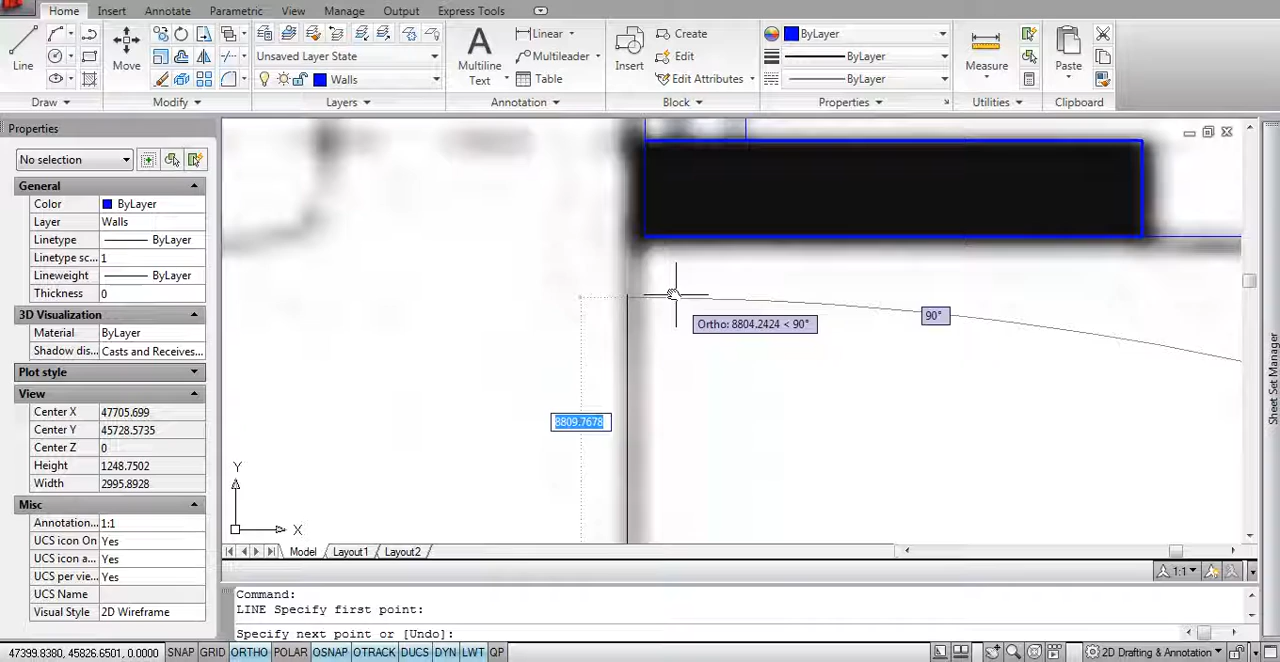 Home Insert Annotate Parametric View Manage Output Express Tools
Line Move Unsaved Layer State Walls Multiline Text Linear Multileader Table Insert Create Edit Edit Attributes ByLayer ByLayer ByLayer Measure Paste
Draw Modify Layers Annotation Block Properties Utilities Clipboard
Properties
No selection
General
Color ByLayer
Layer Walls
Linetype ByLayer
Linetype sc... 1
Lineweight ByLayer
Thickness 0
3D Visualization
Material ByLayer
Shadow dis... Casts and Receives...
Plot style
View
Center X 47705.699
Center Y 45728.5735
Center Z 0
Height 1248.7502
Width 2995.8928
Misc
Annotation... 1:1
UCS icon On Yes
UCS icon a... Yes
UCS per vie... Yes
UCS Name
Visual Style 2D Wireframe
90°
Ortho: 8804.2424 < 90°
8809.7678
Y
X
Sheet Set Manager
Model Layout1 Layout2
1:1
Command:
LINE Specify first point:
Specify next point or [Undo]:
47399.8380, 45826.6501, 0.0000 SNAP GRID ORTHO POLAR OSNAP OTRACK DUCS DYN LWT QP 2D Drafting & Annotation